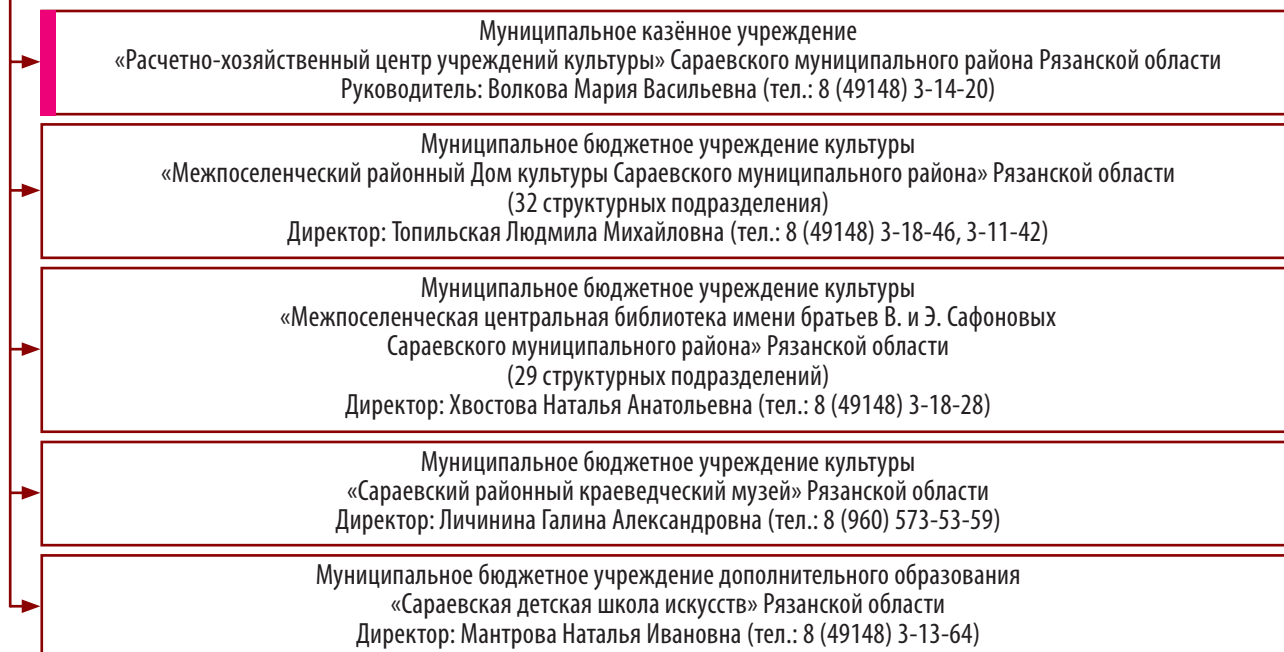 Муниципальное казённое учреждение
«Расчетно-хозяйственный центр учреждений культуры» Сараевского муниципального района Рязанской области
Руководитель: Волкова Мария Васильевна (тел.: 8 (49148) 3-14-20)
Муниципальное бюджетное учреждение культуры
«Межпоселенческий районный Дом культуры Сараевского муниципального района» Рязанской области
(32 структурных подразделения)
Директор: Топильская Людмила Михайловна (тел.: 8 (49148) 3-18-46, 3-11-42)
Муниципальное бюджетное учреждение культуры
«Межпоселенческая центральная библиотека имени братьев В. и Э. Сафоновых
Сараевского муниципального района» Рязанской области
(29 структурных подразделений)
Директор: Хвостова Наталья Анатольевна (тел.: 8 (49148) 3-18-28)
Муниципальное бюджетное учреждение культуры
«Сараевский районный краеведческий музей» Рязанской области
Директор: Личинина Галина Александровна (тел.: 8 (960) 573-53-59)
Муниципальное бюджетное учреждение дополнительного образования
«Сараевская детская школа искусств» Рязанской области
Директор: Мантрова Наталья Ивановна (тел.: 8 (49148) 3-13-64)